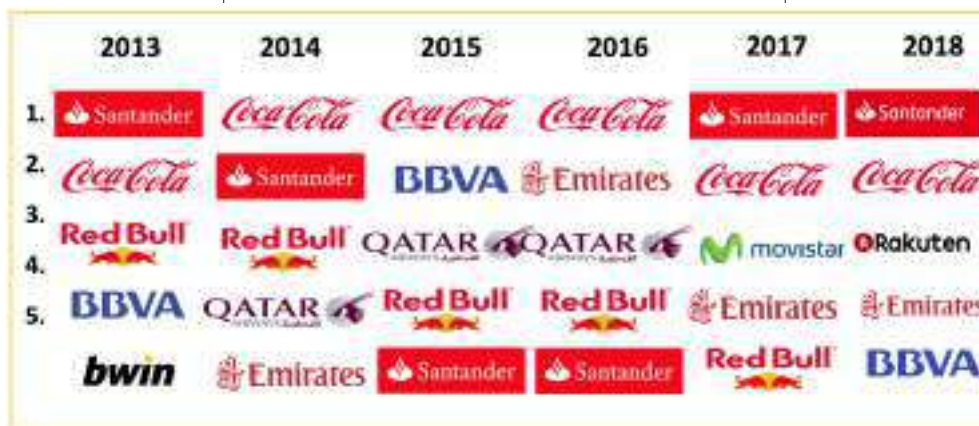 2013 2014 2015 2016 2017 2018
1. Santander Coca-Cola Coca-Cola Coca-Cola Santander Santander
2. Coca-Cola Santander BBVA Emirates Coca-Cola Coca-Cola
3. Red Bull Red Bull QATAR QATAR movistar Rakuten
4. BBVA QATAR Red Bull Red Bull Emirates Emirates
5. bwin Emirates Santander Santander Red Bull BBVA